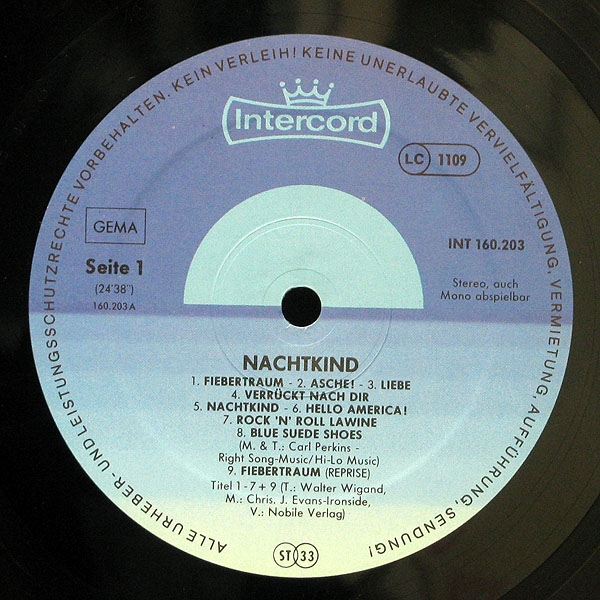 ALLE URHEBER- UND LEISTUNGSSCHUTZRECHTE VORBEHALTEN. KEIN VERLEIH! KEINE UNERLAUBTE VERVIELFÄLTIGUNG, VERMIETUNG, AUFFÜHRUNG, SENDUNG!
Intercord
LC 1109
GEMA
INT 160.203
Seite 1
(24'38")
160.203 A
Stereo, auch
Mono abspielbar
NACHTKIND
1. FIEBERTRAUM - 2. ASCHE! - 3. LIEBE
4. VERRÜCKT NACH DIR
5. NACHTKIND - 6. HELLO AMERICA!
7. ROCK 'N' ROLL LAWINE
8. BLUE SUEDE SHOES
(M. & T.: Carl Perkins -
Right Song-Music/Hi-Lo Music)
9. FIEBERTRAUM (REPRISE)
Titel 1 - 7 + 9 (T.: Walter Wigand,
M.: Chris. J. Evans-Ironside,
V.: Nobile Verlag)
ST 33